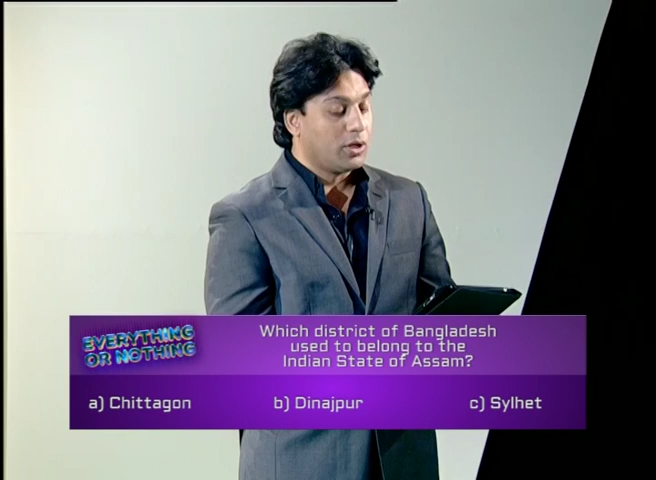 EVERYTHING
OR NOTHING
Which district of Bangladesh
used to belong to the
Indian State of Assam?
a) Chittagon
b) Dinajpur
c) Sylhet